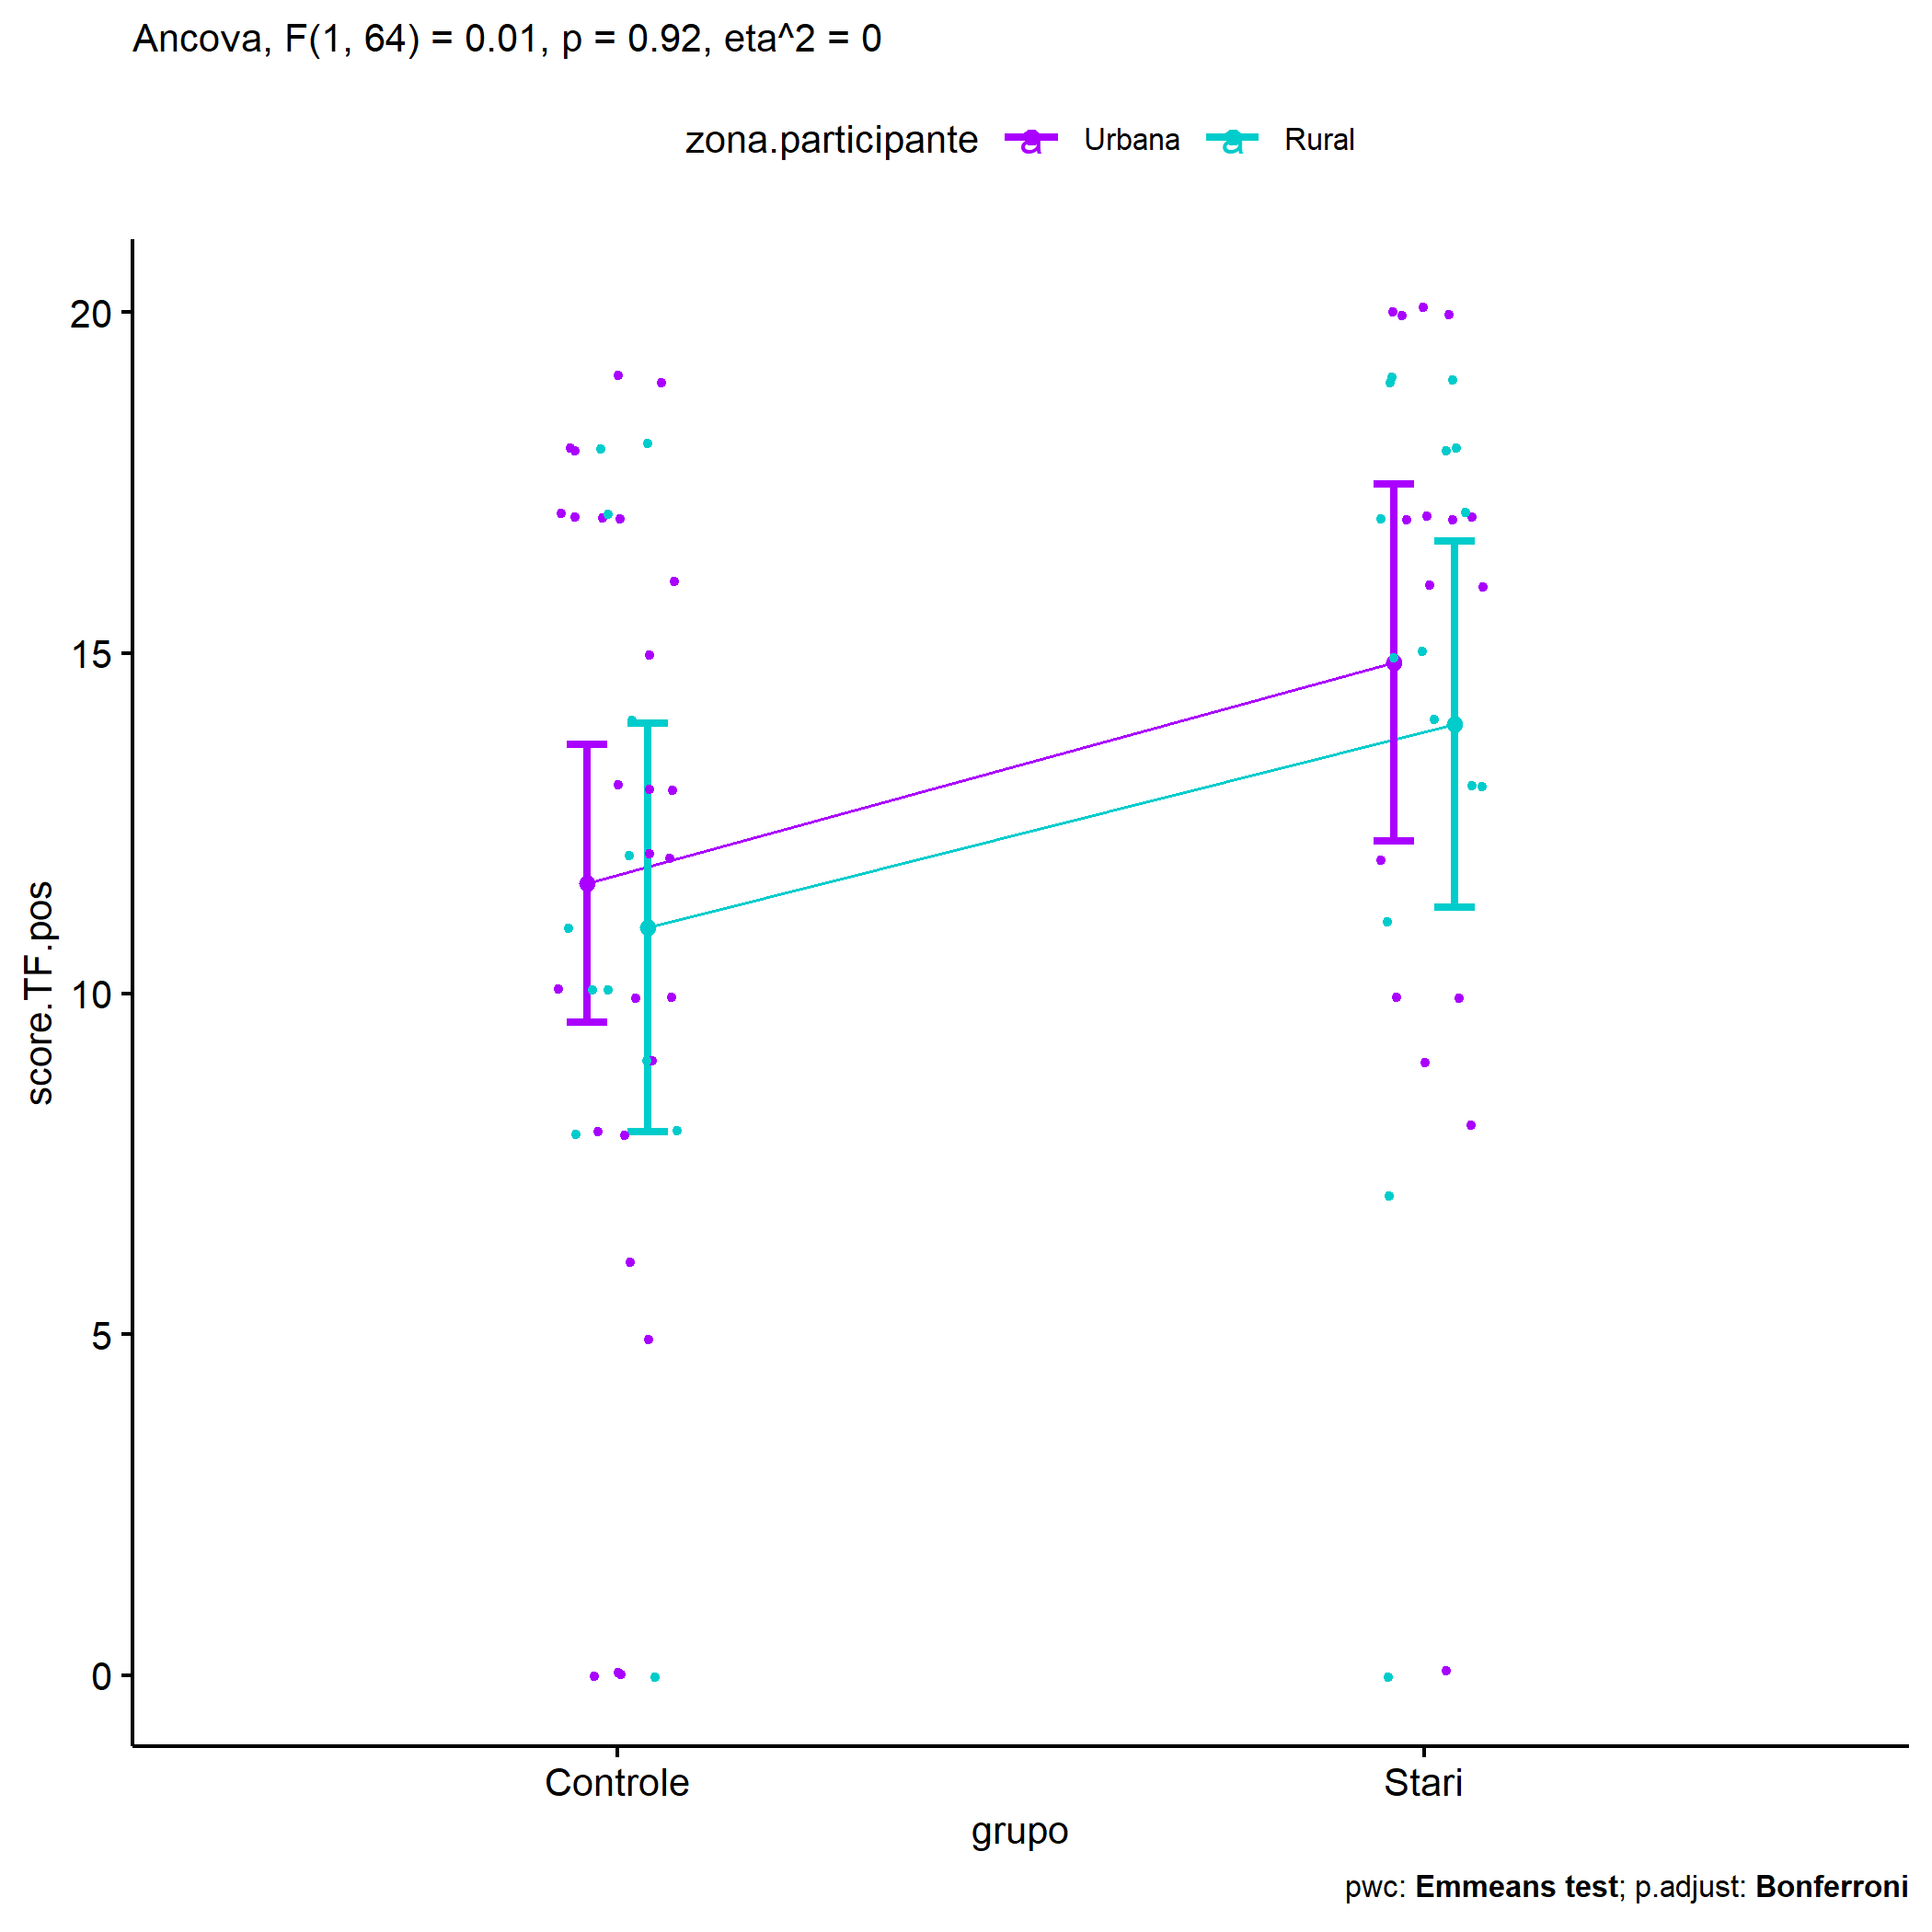 Ancova, F(1, 64) = 0.01, p = 0.92, eta^2 = 0
zona.participante a Urbana a Rural
score.TF.pos
20
15
10
5
0
Controle Stari
grupo
pwc: Emmeans test; p.adjust: Bonferroni